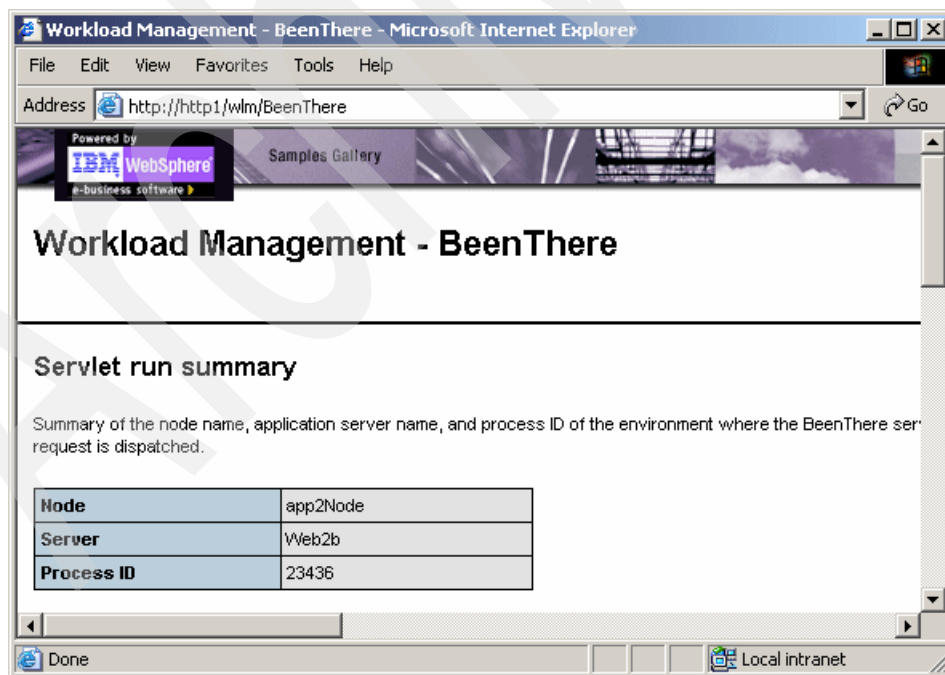 Workload Management - BeenThere - Microsoft Internet Explorer
File Edit View Favorites Tools Help
Address http://http1/wlm/BeenThere Go
Powered by
IBM WebSphere
e-business software
Samples Gallery
Workload Management - BeenThere
Servlet run summary
Summary of the node name, application server name, and process ID of the environment where the BeenThere ser
request is dispatched.
Node app2Node
Server Web2b
Process ID 23436
Done Local intranet